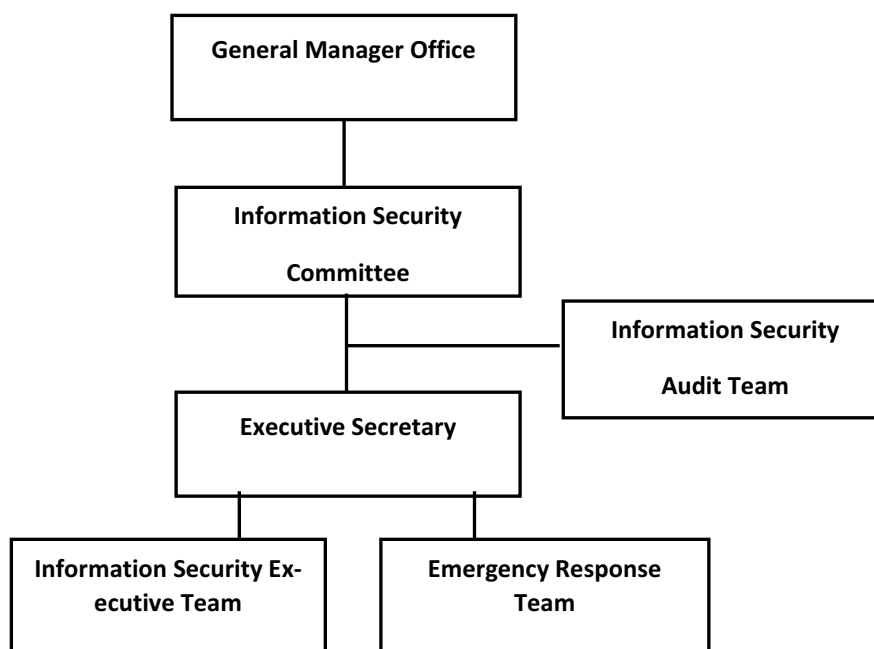 General Manager Office
Information Security
Committee
Information Security
Audit Team
Executive Secretary
Information Security Ex-
ecutive Team
Emergency Response
Team